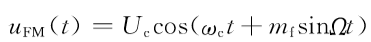 u_FM(t) = U_c cos(ω_c t + m_f sinΩt)